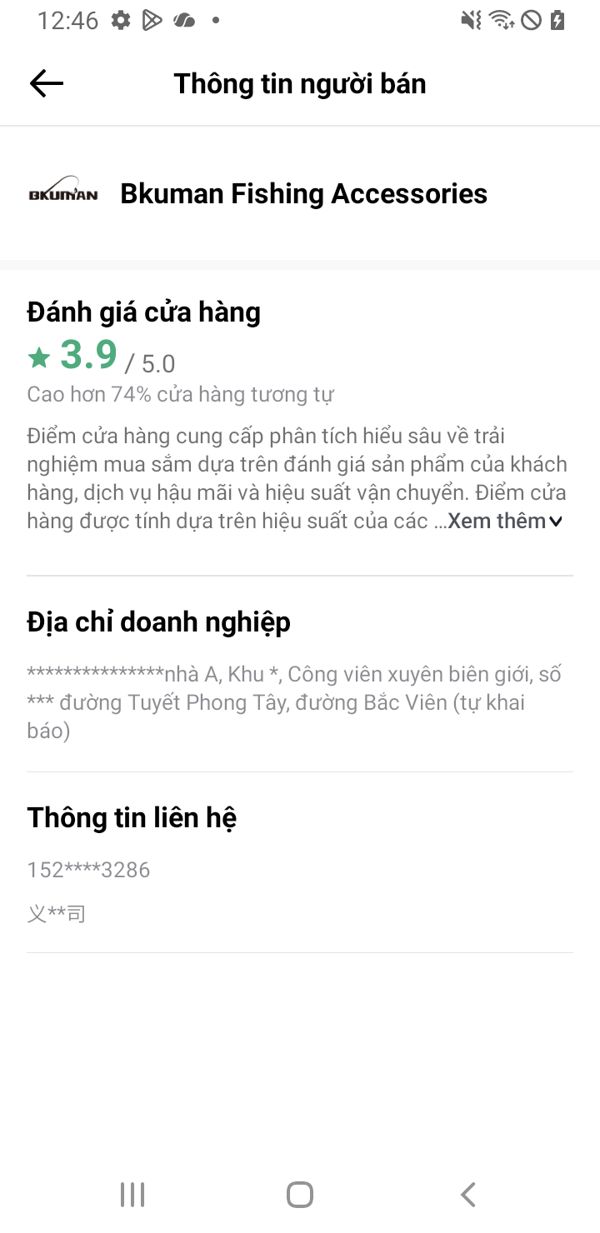 12:46
Thông tin người bán
BKUMAN
Bkuman Fishing Accessories
Đánh giá cửa hàng
3.9 / 5.0
Cao hơn 74% cửa hàng tương tự
Điểm cửa hàng cung cấp phân tích hiểu sâu về trải
nghiệm mua sắm dựa trên đánh giá sản phẩm của khách
hàng, dịch vụ hậu mãi và hiệu suất vận chuyển. Điểm cửa
hàng được tính dựa trên hiệu suất của các ...Xem thêm
Địa chỉ doanh nghiệp
***************nhà A, Khu *, Công viên xuyên biên giới, số
*** đường Tuyết Phong Tây, đường Bắc Viên (tự khai
báo)
Thông tin liên hệ
152****3286
义**司